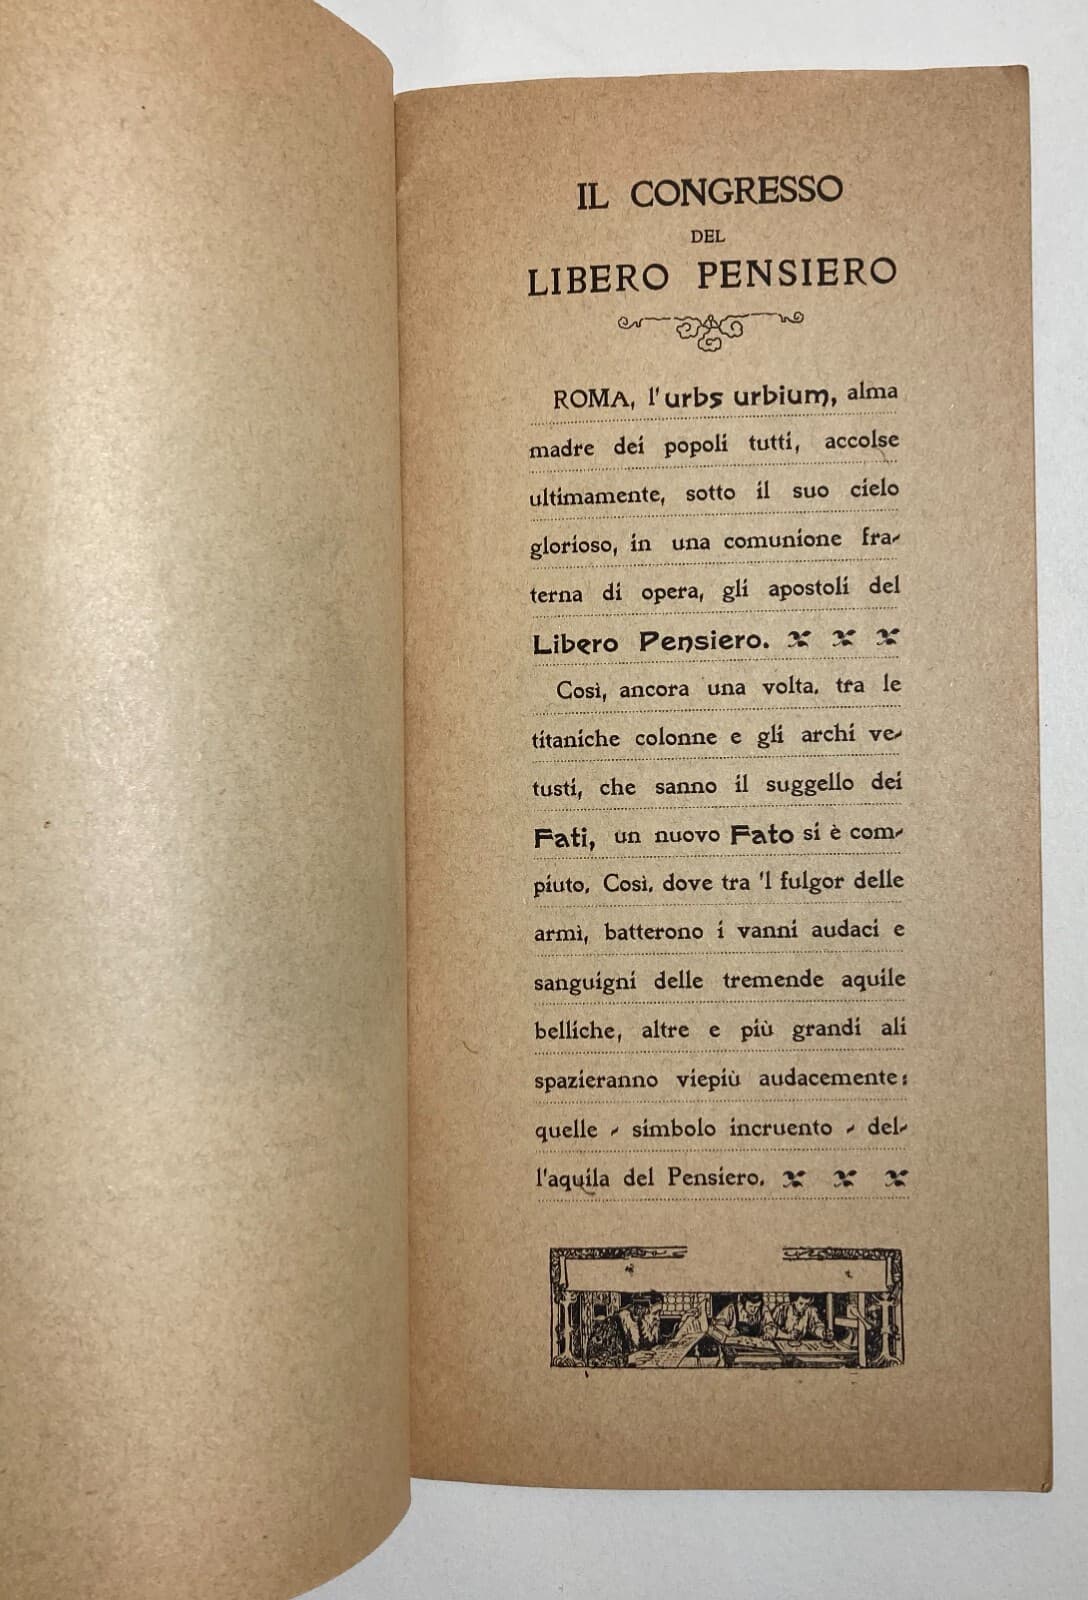 IL CONGRESSO
DEL
LIBERO PENSIERO
ROMA, l'urbs urbium, alma
madre dei popoli tutti, accolse
ultimamente, sotto il suo cielo
glorioso, in una comunione fra-
terna di opera, gli apostoli del
Libero Pensiero.
Così, ancora una volta, tra le
titaniche colonne e gli archi ve-
tusti, che sanno il suggello dei
Fati, un nuovo Fato si è com-
piuto. Così, dove tra 'l fulgor delle
armi, batterono i vanni audaci e
sanguigni delle tremende aquile
belliche, altre e più grandi ali
spazieranno viepiù audacemente:
quelle - simbolo incruento - del-
l'aquila del Pensiero.